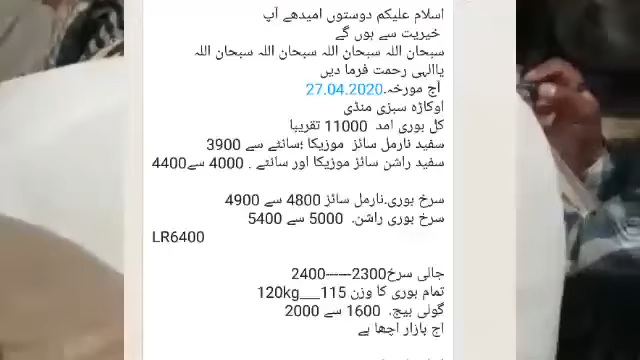 اسلام علیکم دوستوں امیدھے آپ
خیریت سے ہوں گے
سبحان اللہ سبحان اللہ سبحان اللہ سبحان اللہ
یاالہی رحمت فرما دیں
آج مورخہ.27.04.2020
اوکاڑہ سبزی منڈی
کل بوری امد 11000 تقریبا
سفید نارمل سائز موزیکا ؛سانٹے سے 3900
سفید راشن سائز موزیکا اور سانٹے . 4000 سے4400
سرخ بوری.نارمل سائز 4800 سے 4900
سرخ بوری راشن. 5000 سے 5400
LR6400
جالی سرخ2300-----2400
تمام بوری کا وزن 115__120kg
گولی بیج. 1600 سے 2000
اج بازار اچھا ہے